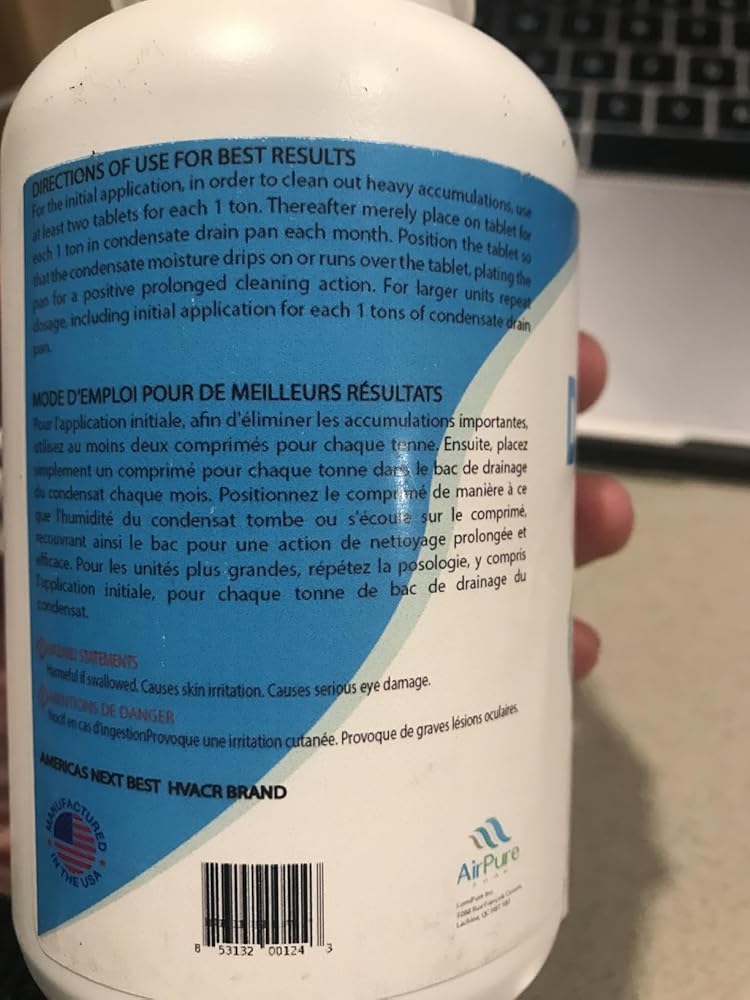 DIRECTIONS OF USE FOR BEST RESULTS
For the initial application, in order to clean out heavy accumulations, use
at least two tablets for each 1 ton. Thereafter merely place on tablet for
each 1 ton in condensate drain pan each month. Position the tablet so
that the condensate moisture drips on or runs over the tablet, plating the
pan for a positive prolonged cleaning action. For larger units repeat
dosage, including initial application for each 1 tons of condensate drain
pan.
MODE D'EMPLOI POUR DE MEILLEURS RÉSULTATS
Pour l'application initiale, afin d'éliminer les accumulations importantes,
utilisez au moins deux comprimés pour chaque tonne. Ensuite, placez
simplement un comprimé pour chaque tonne dans le bac de drainage
du condensat chaque mois. Positionnez le comprimé de manière à ce
que l'humidité du condensat tombe ou s'écoule sur le comprimé,
recouvrant ainsi le bac pour une action de nettoyage prolongée et
efficace. Pour les unités plus grandes, répétez la posologie, y compris
l'application initiale, pour chaque tonne de bac de drainage du
condensat.
HAZARD STATEMENTS
Harmful if swallowed. Causes skin irritation. Causes serious eye damage.
MENTIONS DE DANGER
Nocif en cas d'ingestionProvoque une irritation cutanée. Provoque de graves lésions oculaires.
AMERICAS NEXT BEST HVACR BRAND
MANUFACTURED
IN THE USA
AirPure
8 53132 00124 3